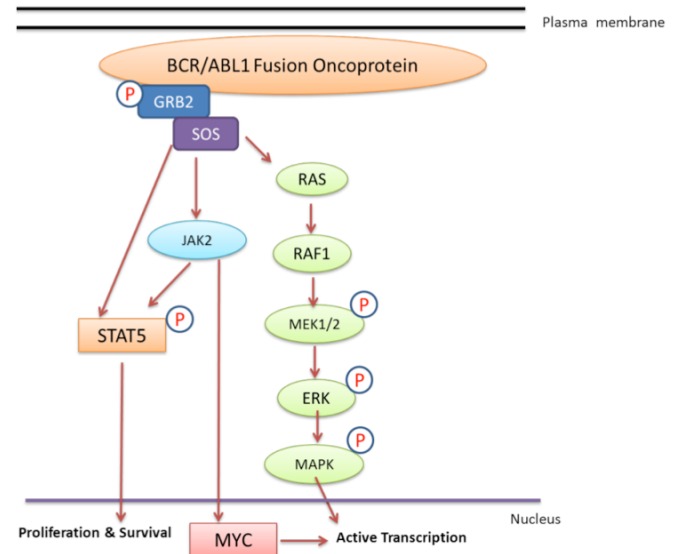 Plasma membrane
BCR/ABL1 Fusion Oncoprotein
P
GRB2
SOS
RAS
JAK2
RAF1
P
MEK1/2
P
STAT5
P
ERK
P
MAPK
Nucleus
Proliferation & Survival
MYC
Active Transcription